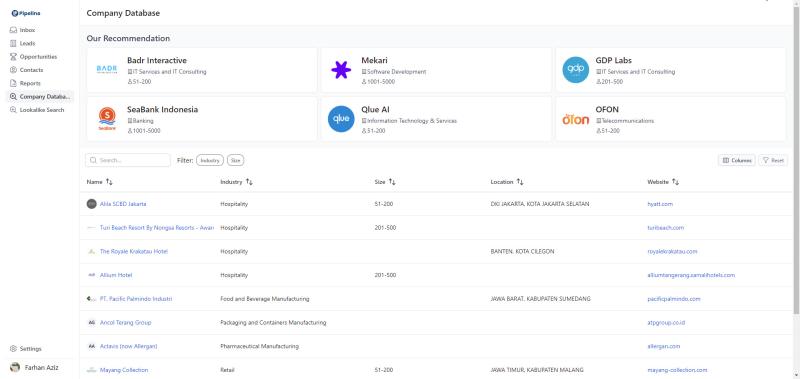 Pipeline
Inbox
Leads
Opportunities
Contacts
Reports
Company Databa...
Lookalike Search
Settings
Farhan Aziz
Company Database
Our Recommendation
BADR
Badr Interactive
IT Services and IT Consulting
51-200
Mekari
Software Development
1001-5000
gdp
GDP Labs
IT Services and IT Consulting
201-500
SeaBank
SeaBank Indonesia
Banking
1001-5000
qlue
Qlue AI
Information Technology & Services
51-200
ofon
OFON
Telecommunications
51-200
Search...
Filter: Industry Size
Columns Reset
Name Industry Size Location Website
Alila SCBD Jakarta Hospitality 51-200 DKI JAKARTA, KOTA JAKARTA SELATAN hyatt.com
Turi Beach Resort By Nongsa Resorts - Awar Hospitality 201-500 turibeach.com
The Royale Krakatau Hotel Hospitality BANTEN, KOTA CILEGON royalekrakatau.com
Allium Hotel Hospitality 201-500 alliumtangerang.samalihotels.com
PT. Pacific Palmindo Industri Food and Beverage Manufacturing JAWA BARAT, KABUPATEN SUMEDANG pacificpalmindo.com
AG Ancol Terang Group Packaging and Containers Manufacturing atpgroup.co.id
AA Actavis (now Allergan) Pharmaceutical Manufacturing allergan.com
Mayang Collection Retail 51-200 JAWA TIMUR, KABUPATEN MALANG mayang-collection.com